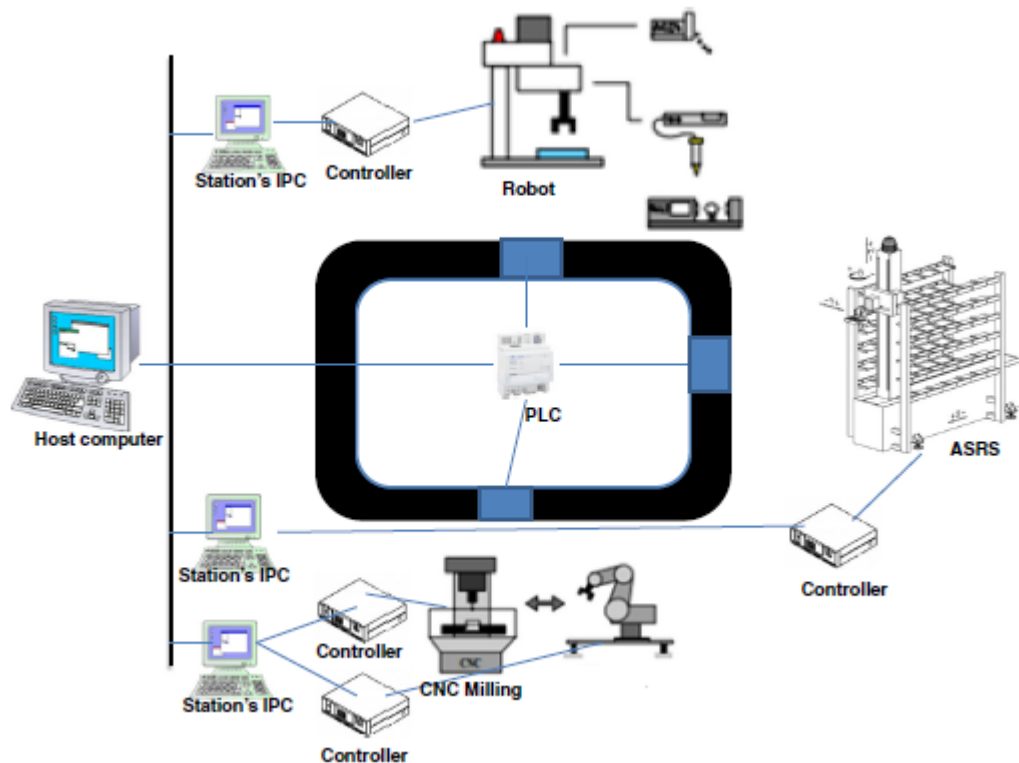 Station's IPC
Controller
Robot
PLC
Host computer
ASRS
Station's IPC
Controller
Controller
CNC
CNC Milling
Station's IPC
Controller